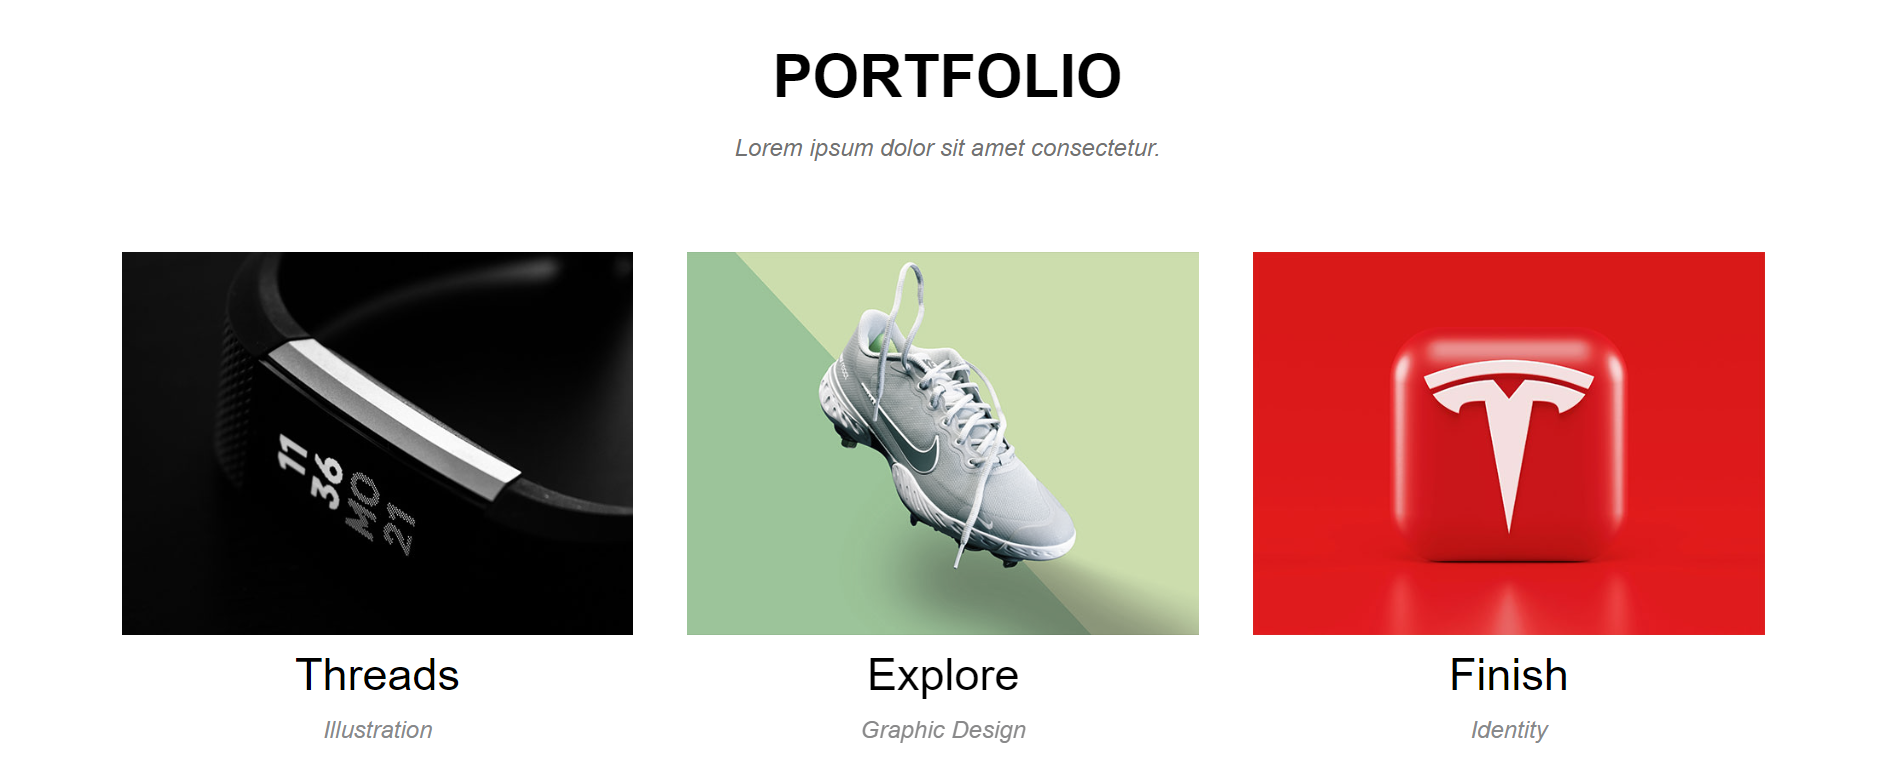 PORTFOLIO
Lorem ipsum dolor sit amet consectetur.
11
36
MO
21
Threads
Explore
Finish
Illustration
Graphic Design
Identity